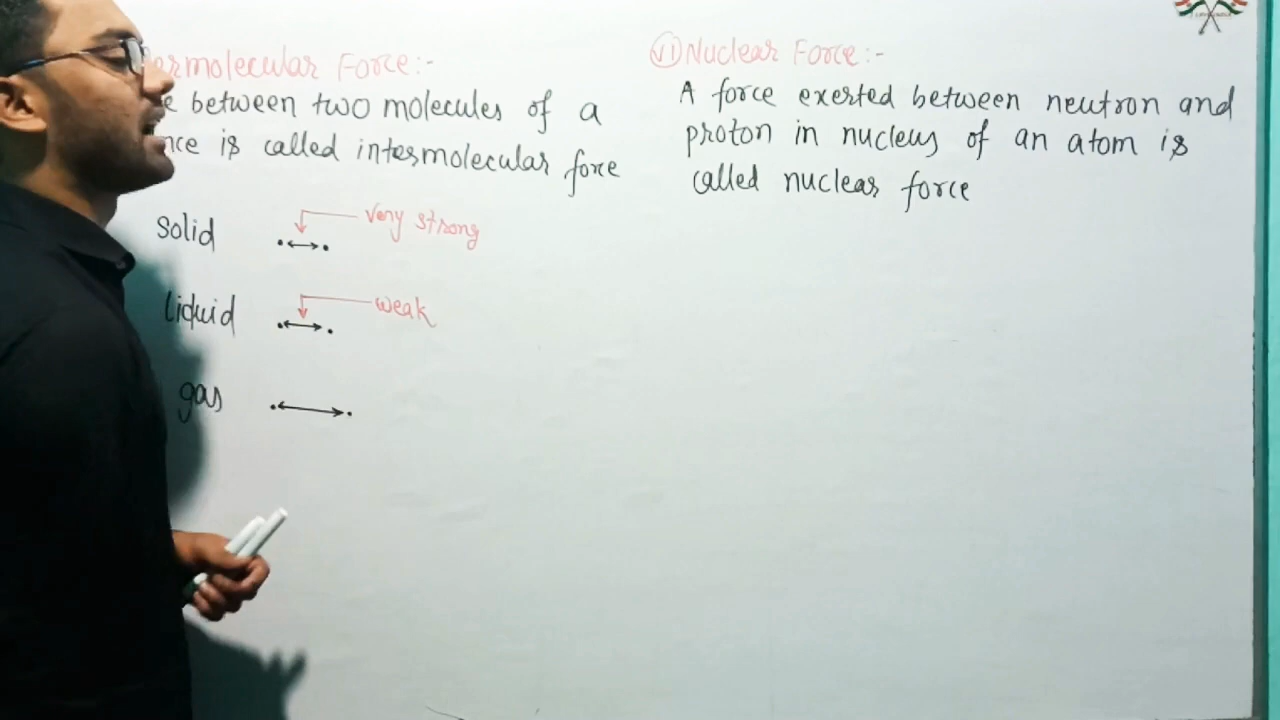 ermolecular Force:-
e between two molecules of a
nce is called intermolecular force
Solid
very strong
liquid
weak
gas
VI Nuclear Force:-
A force exerted between neutron and
proton in nucleus of an atom is
called nuclear force